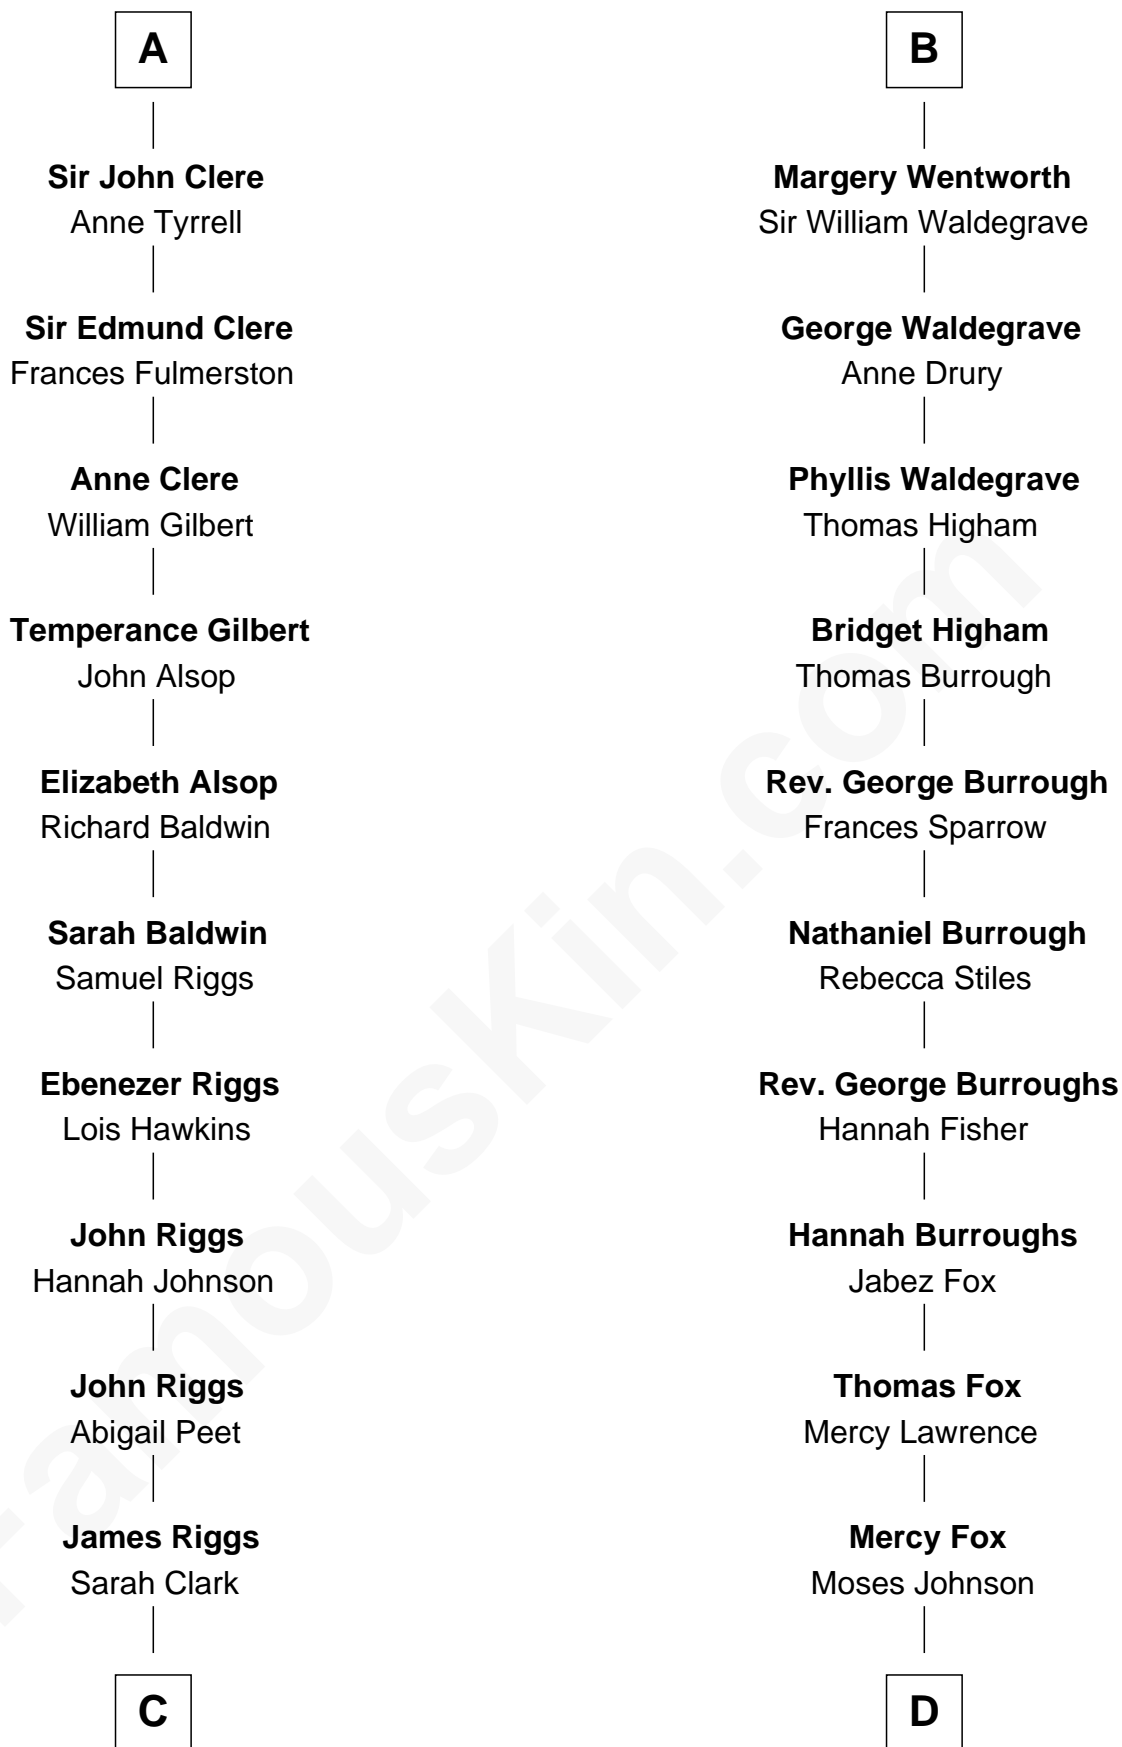 A
Sir John Clere
Anne Tyrrell
Sir Edmund Clere
Frances Fulmerston
Anne Clere
William Gilbert
Temperance Gilbert
John Alsop
Elizabeth Alsop
Richard Baldwin
Sarah Baldwin
Samuel Riggs
Ebenezer Riggs
Lois Hawkins
John Riggs
Hannah Johnson
John Riggs
Abigail Peet
James Riggs
Sarah Clark
C
B
Margery Wentworth
Sir William Waldegrave
George Waldegrave
Anne Drury
Phyllis Waldegrave
Thomas Higham
Bridget Higham
Thomas Burrough
Rev. George Burrough
Frances Sparrow
Nathaniel Burrough
Rebecca Stiles
Rev. George Burroughs
Hannah Fisher
Hannah Burroughs
Jabez Fox
Thomas Fox
Mercy Lawrence
Mercy Fox
Moses Johnson
D
FamousKin.com